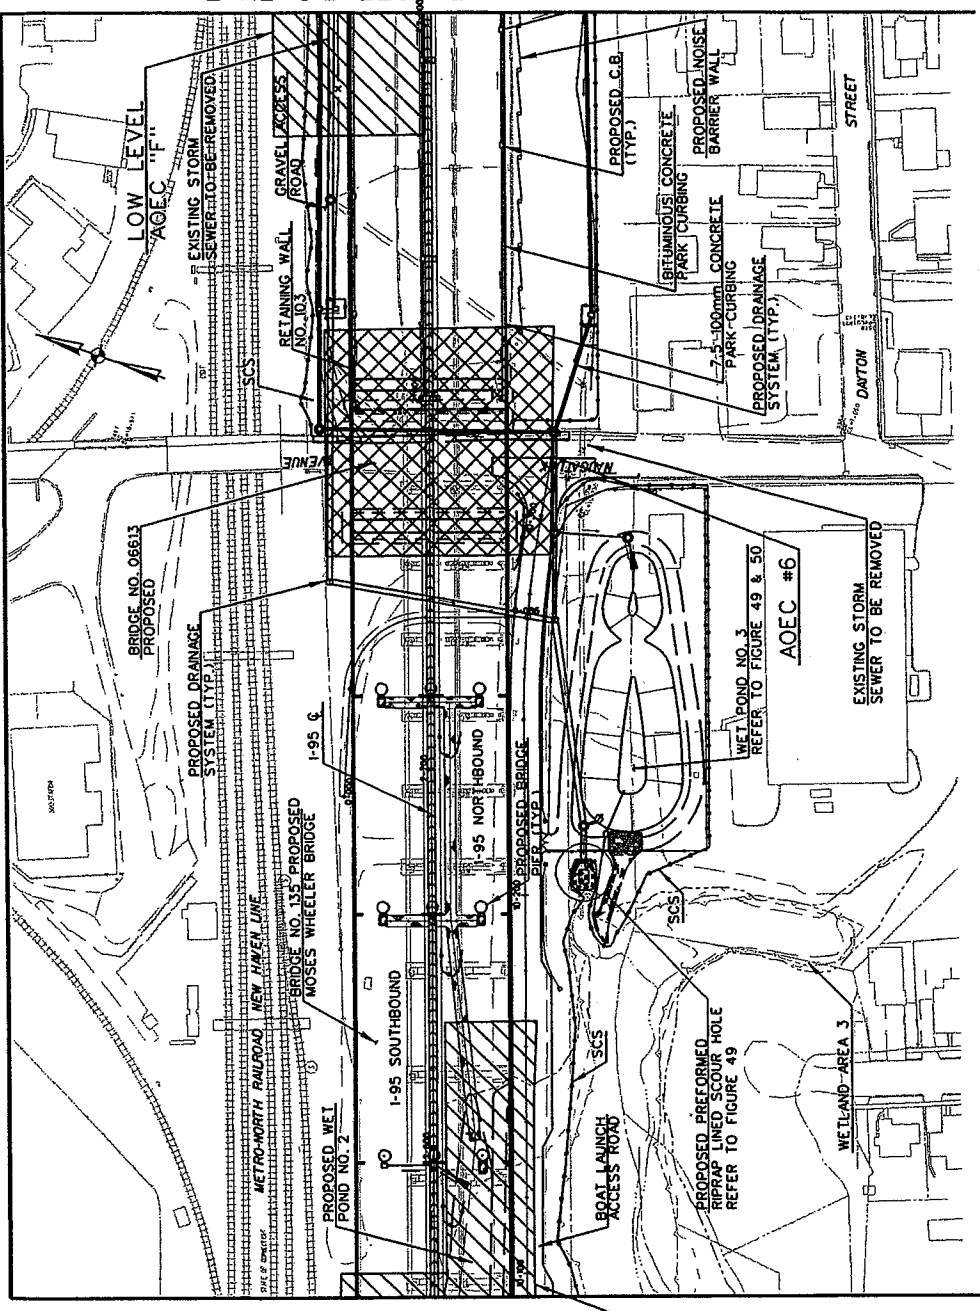 LOW LEVEL
AOEC "F"
EXISTING STORM
SEWER TO BE REMOVED
GRAVEL ACCESS
ROAD
RETAINING WALL
NO. 103
SCS
BRIDGE NO. 06613
PROPOSED
PROPOSED DRAINAGE
SYSTEM (TYP.)
I-95 ℄
BRIDGE NO. 135 PROPOSED
MOSES WHEELER BRIDGE
METRO-NORTH RAILROAD NEW HAVEN LINE
PROPOSED WET
POND NO. 2
I-95 SOUTHBOUND
I-95 NORTHBOUND
PROPOSED BRIDGE
PIER (TYP.)
NAUGATUCK
AVENUE
PROPOSED C.B.
(TYP.)
PROPOSED NOISE
BARRIER WALL
BITUMINOUS CONCRETE
PARK CURBING
7.5-100mm CONCRETE
PARK-CURBING
PROPOSED DRAINAGE
SYSTEM (TYP.)
DAYTON
STREET
EXISTING STORM
SEWER TO BE REMOVED
AOEC #6
WET POND NO. 3
REFER TO FIGURE 49 & 50
SCS
SCS
BOAT LAUNCH
ACCESS ROAD
PROPOSED PREFORMED
RIPRAP LINED SCOUR HOLE
REFER TO FIGURE 49
WETLAND AREA 3